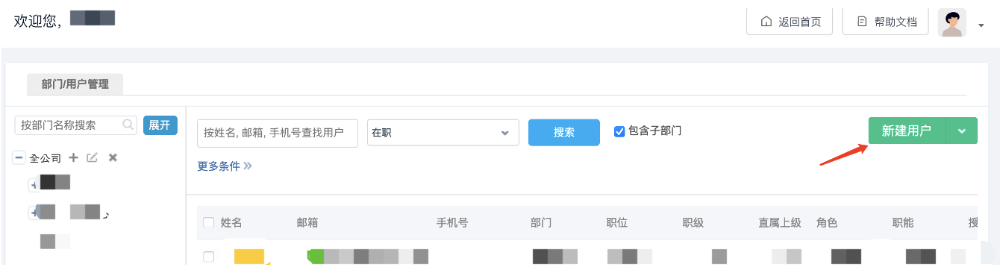 欢迎您,
返回首页
帮助文档
部门/用户管理
按部门名称搜索
展开
按姓名, 邮箱, 手机号查找用户
在职
搜索
包含子部门
新建用户
更多条件 »
全公司
姓名 邮箱 手机号 部门 职位 职级 直属上级 角色 职能 授